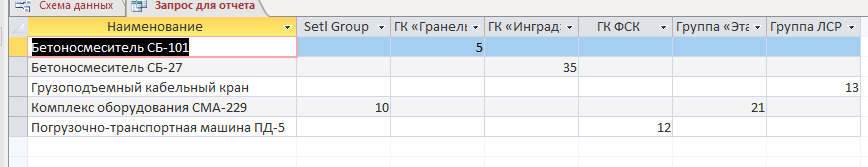 Схема данных Запрос для отчета
Наименование Setl Group ГК «Гранель ГК «Инград: ГК ФСК Группа «Эта Группа ЛСР
Бетоносмеситель СБ-101 5
Бетоносмеситель СБ-27 35
Грузоподъемный кабельный кран 13
Комплекс оборудования СМА-229 10 21
Погрузочно-транспортная машина ПД-5 12